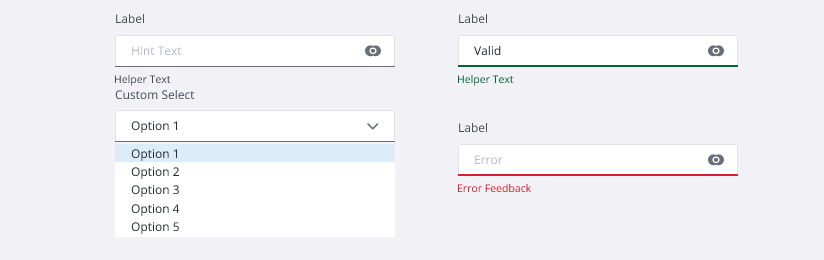 Label
Hint Text
Helper Text
Custom Select
Option 1
Option 1
Option 2
Option 3
Option 4
Option 5
Label
Valid
Helper Text
Label
Error
Error Feedback